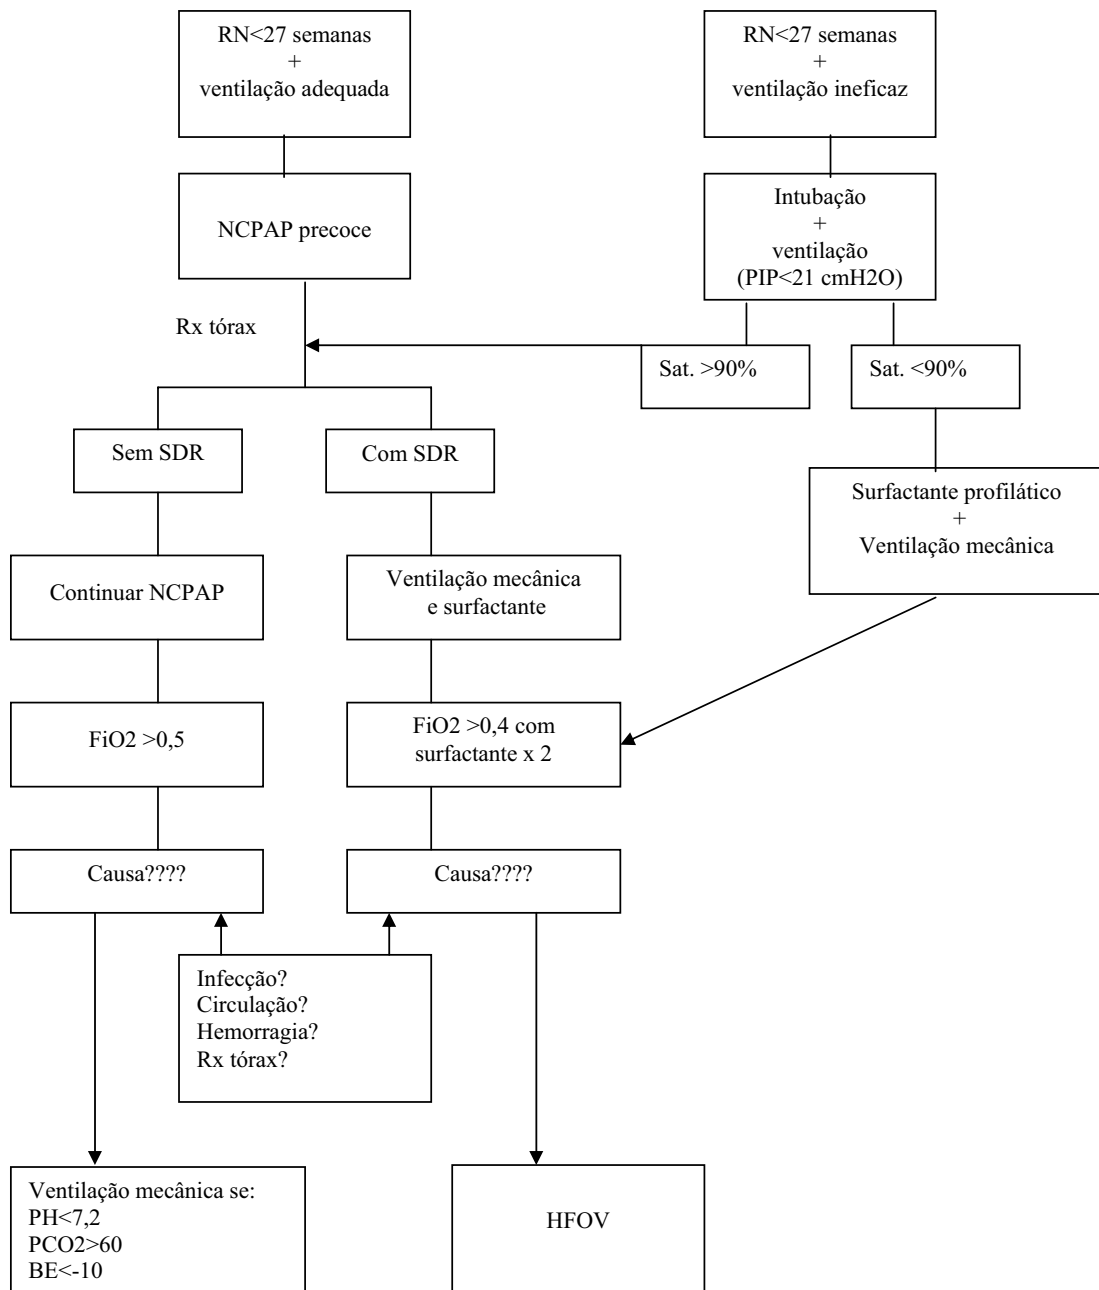 RN<27 semanas
+
ventilação adequada
RN<27 semanas
+
ventilação ineficaz
NCPAP precoce
Intubação
+
ventilação
(PIP<21 cmH2O)
Rx tórax
Sat. >90%
Sat. <90%
Sem SDR
Com SDR
Surfactante profilático
+
Ventilação mecânica
Continuar NCPAP
Ventilação mecânica
e surfactante
FiO2 >0,5
FiO2 >0,4 com
surfactante x 2
Causa????
Causa????
Infecção?
Circulação?
Hemorragia?
Rx tórax?
Ventilação mecânica se:
PH<7,2
PCO2>60
BE<-10
HFOV